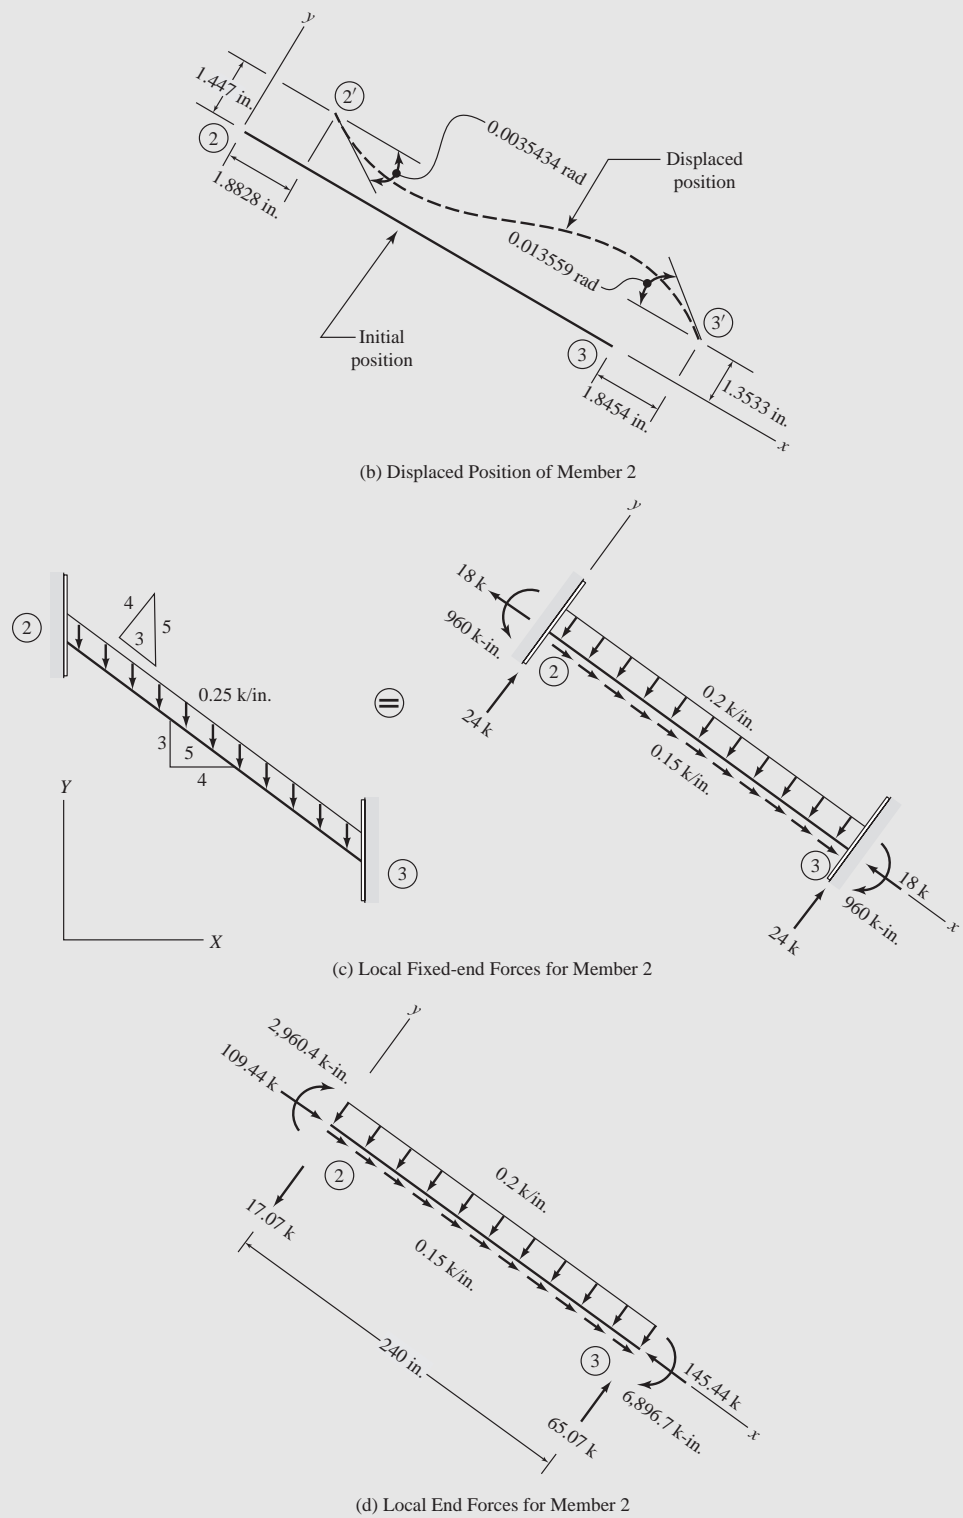 y
1.447 in.
2′
2
0.0035434 rad
Displaced
position
1.8828 in.
0.013559 rad
3′
Initial
position
3
1.8454 in.
1.3533 in.
x
(b) Displaced Position of Member 2
y
18 k
960 k-in.
2
4
3
5
2
24 k
0.25 k/in.
=
0.2 k/in.
0.15 k/in.
3
5
4
Y
3
3
18 k
960 k-in.
x
24 k
X
(c) Local Fixed-end Forces for Member 2
y
2,960.4 k-in.
109.44 k
2
0.2 k/in.
17.07 k
0.15 k/in.
240 in.
3
145.44 k
6,896.7 k-in.
x
65.07 k
(d) Local End Forces for Member 2